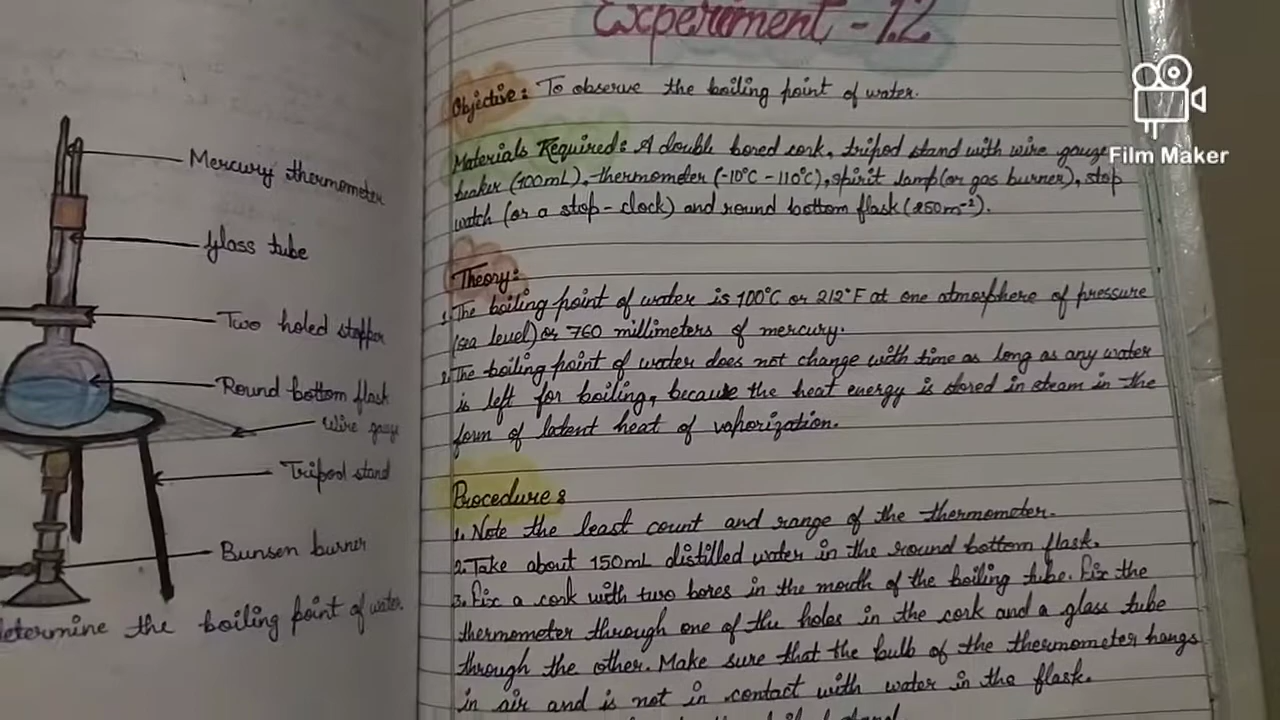 Mercury thermometer
Glass tube
Two holed stopper
Round bottom flask
Wire gauge
Tripod stand
Bunsen burner
determine the boiling point of water.
Experiment - 1.2
Objective: To observe the boiling point of water.
Materials Required: A double bored cork, tripod stand with wire gauge
beaker (100mL), thermometer (-10°C - 110°C), spirit lamp (or gas burner), stop
watch (or a stop-clock) and round bottom flask (250m⁻²).
Theory:
1. The boiling point of water is 100°C or 212°F at one atmosphere of pressure
(sea level) or 760 millimeters of mercury.
2. The boiling point of water does not change with time as long as any water
is left for boiling, because the heat energy is stored in steam in the
form of latent heat of vaporization.
Procedure:
1. Note the least count and range of the thermometer.
2. Take about 150mL distilled water in the round bottom flask.
3. Fix a cork with two bores in the mouth of the boiling tube. Fix the
thermometer through one of the holes in the cork and a glass tube
through the other. Make sure that the bulb of the thermometer hangs
in air and is not in contact with water in the flask.
Film Maker